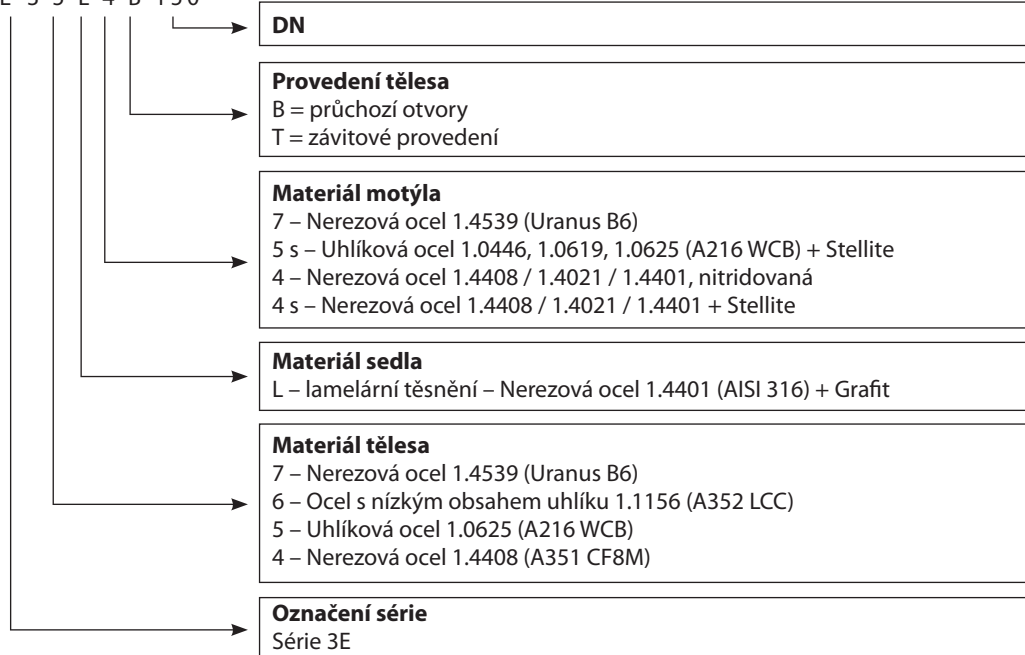 DN
Provedení tělesa
B = průchozí otvory
T = závitové provedení
Materiál motýla
7 – Nerezová ocel 1.4539 (Uranus B6)
5 s – Uhlíková ocel 1.0446, 1.0619, 1.0625 (A216 WCB) + Stellite
4 – Nerezová ocel 1.4408 / 1.4021 / 1.4401, nitridovaná
4 s – Nerezová ocel 1.4408 / 1.4021 / 1.4401 + Stellite
Materiál sedla
L – lamelární těsnění – Nerezová ocel 1.4401 (AISI 316) + Grafit
Materiál tělesa
7 – Nerezová ocel 1.4539 (Uranus B6)
6 – Ocel s nízkým obsahem uhlíku 1.1156 (A352 LCC)
5 – Uhlíková ocel 1.0625 (A216 WCB)
4 – Nerezová ocel 1.4408 (A351 CF8M)
Označení série
Série 3E